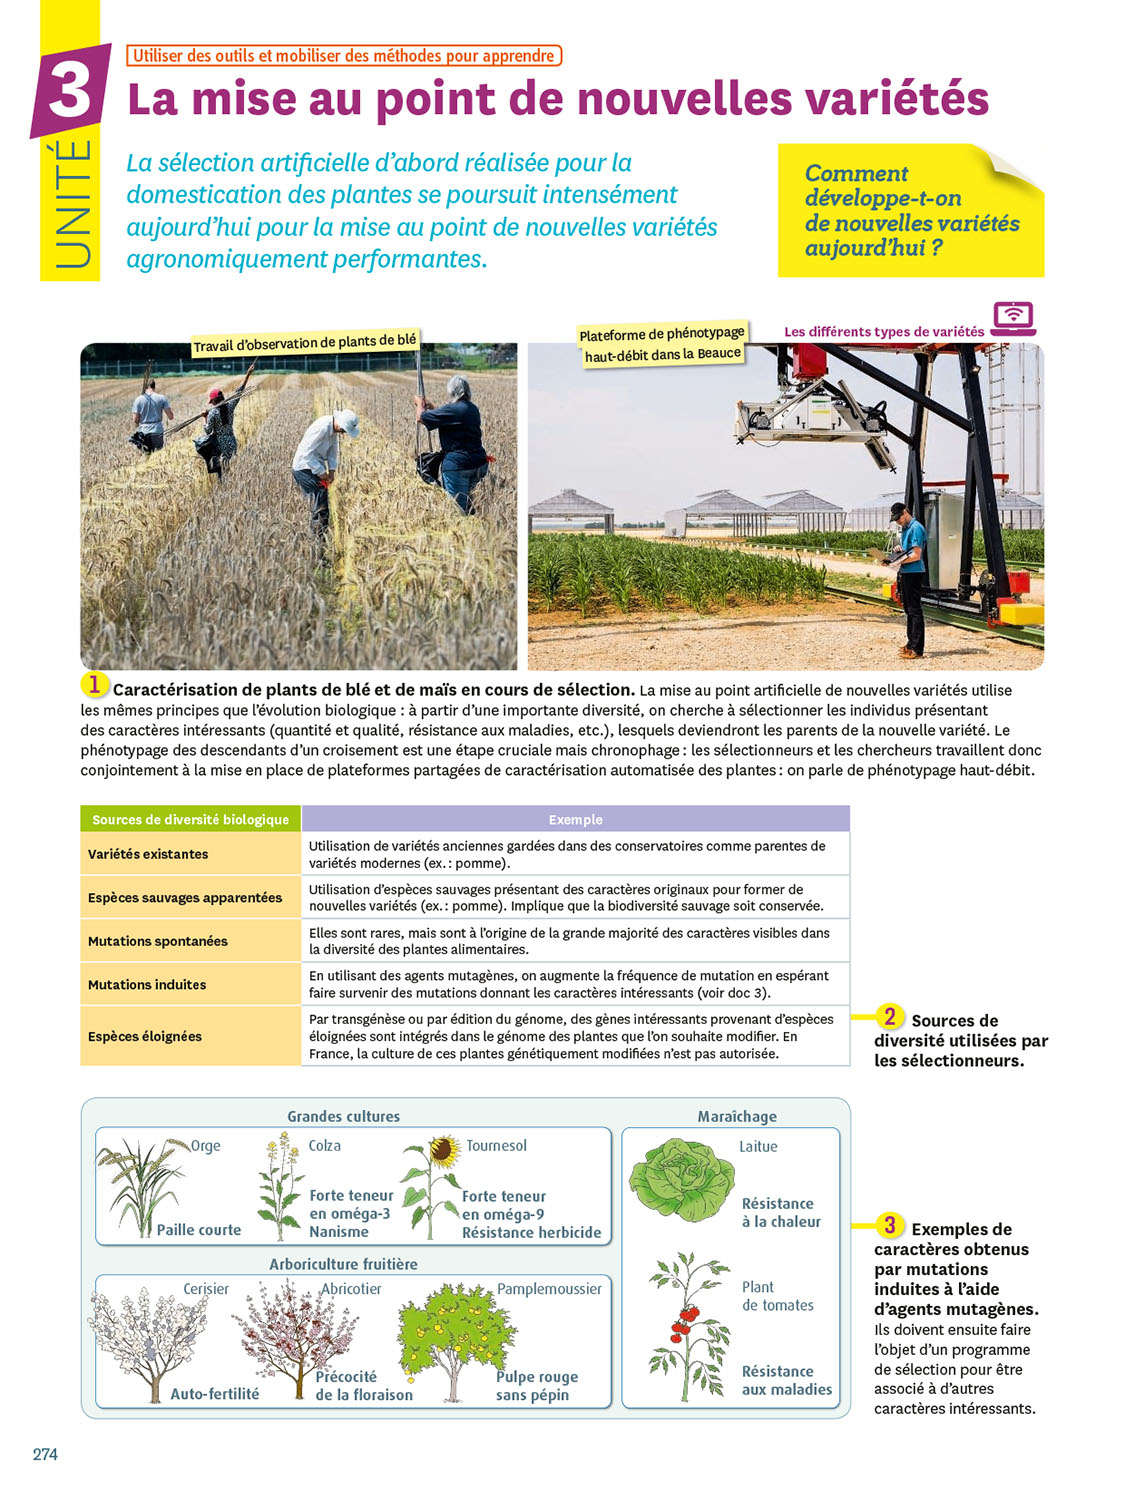 Utiliser des outils et mobiliser des méthodes pour apprendre
UNITÉ 3
La mise au point de nouvelles variétés
La sélection artificielle d'abord réalisée pour la
domestication des plantes se poursuit intensément
aujourd'hui pour la mise au point de nouvelles variétés
agronomiquement performantes.
Comment
développe-t-on
de nouvelles variétés
aujourd'hui ?
Les différents types de variétés
Travail d'observation de plants de blé
Plateforme de phénotypage
haut-débit dans la Beauce
1 Caractérisation de plants de blé et de maïs en cours de sélection. La mise au point artificielle de nouvelles variétés utilise
les mêmes principes que l'évolution biologique : à partir d'une importante diversité, on cherche à sélectionner les individus présentant
des caractères intéressants (quantité et qualité, résistance aux maladies, etc.), lesquels deviendront les parents de la nouvelle variété. Le
phénotypage des descendants d'un croisement est une étape cruciale mais chronophage : les sélectionneurs et les chercheurs travaillent donc
conjointement à la mise en place de plateformes partagées de caractérisation automatisée des plantes : on parle de phénotypage haut-débit.
Sources de diversité biologique
Exemple
Variétés existantes
Utilisation de variétés anciennes gardées dans des conservatoires comme parentes de
variétés modernes (ex. : pomme).
Espèces sauvages apparentées
Utilisation d'espèces sauvages présentant des caractères originaux pour former de
nouvelles variétés (ex. : pomme). Implique que la biodiversité sauvage soit conservée.
Mutations spontanées
Elles sont rares, mais sont à l'origine de la grande majorité des caractères visibles dans
la diversité des plantes alimentaires.
Mutations induites
En utilisant des agents mutagènes, on augmente la fréquence de mutation en espérant
faire survenir des mutations donnant les caractères intéressants (voir doc 3).
Espèces éloignées
Par transgénèse ou par édition du génome, des gènes intéressants provenant d'espèces
éloignées sont intégrés dans le génome des plantes que l'on souhaite modifier. En
France, la culture de ces plantes génétiquement modifiées n'est pas autorisée.
2 Sources de
diversité utilisées par
les sélectionneurs.
Grandes cultures
Orge
Paille courte
Colza
Forte teneur
en oméga-3
Nanisme
Tournesol
Forte teneur
en oméga-9
Résistance herbicide
Arboriculture fruitière
Cerisier
Auto-fertilité
Abricotier
Précocité
de la floraison
Pamplemoussier
Pulpe rouge
sans pépin
Maraîchage
Laitue
Résistance
à la chaleur
Plant
de tomates
Résistance
aux maladies
3 Exemples de
caractères obtenus
par mutations
induites à l'aide
d'agents mutagènes.
Ils doivent ensuite faire
l'objet d'un programme
de sélection pour être
associé à d'autres
caractères intéressants.
274